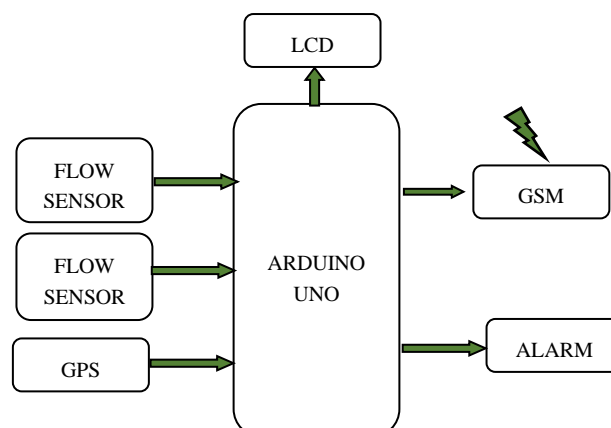 LCD
FLOW
SENSOR
GSM
FLOW
SENSOR
ARDUINO
UNO
GPS
ALARM